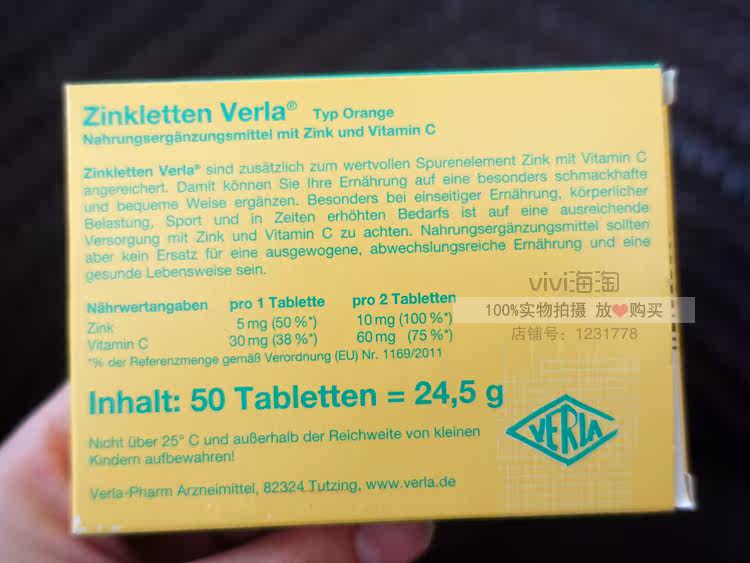 Zinkletten Verla® Typ Orange
Nahrungsergänzungsmittel mit Zink und Vitamin C
Zinkletten Verla® sind zusätzlich zum wertvollen Spurenelement Zink mit Vitamin C
angereichert. Damit können Sie Ihre Ernährung auf eine besonders schmackhafte
und bequeme Weise ergänzen. Besonders bei einseitiger Ernährung, körperlicher
Belastung, Sport und in Zeiten erhöhten Bedarfs ist auf eine ausreichende
Versorgung mit Zink und Vitamin C zu achten. Nahrungsergänzungsmittel sollten
aber kein Ersatz für eine ausgewogene, abwechslungsreiche Ernährung und eine
gesunde Lebensweise sein.
Nährwertangaben pro 1 Tablette pro 2 Tabletten
Zink 5 mg (50 %*) 10 mg (100 %*)
Vitamin C 30 mg (38 %*) 60 mg (75 %*)
*% der Referenzmenge gemäß Verordnung (EU) Nr. 1169/2011
vivi海淘
100%实物拍摄 放❤购买
店铺号：1231778
Inhalt: 50 Tabletten = 24,5 g
VERLA
Nicht über 25° C und außerhalb der Reichweite von kleinen
Kindern aufbewahren!
Verla-Pharm Arzneimittel, 82324 Tutzing, www.verla.de